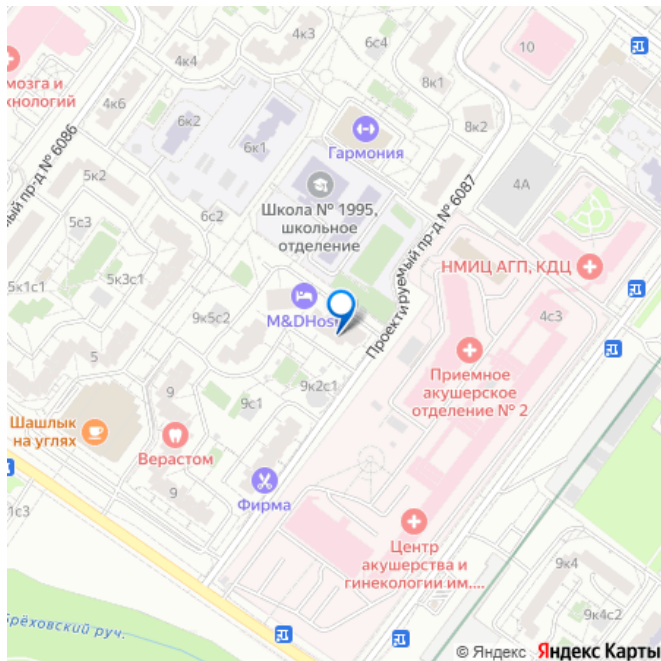 4к3
6с4
10
4к4
8к1
мозга и
хнологий
4к6
6к2
8к2
Гармония
6к1
мый пр-д № 6086
5к2
4А
Школа № 1995,
школьное
отделение
6с2
5с3
Проектируемый пр-д № 6087
НМИЦ АГП, КДЦ
5к3с1
5к1с1
M&DHos
9к5с2
4с3
Приемное
акушерское
отделение № 2
5
9к2с1
9
9с1
Шашлык
на углях
Верастом
9
Фирма
1с3
Центр
акушерства и
гинекологии им....
9к4
9к4с2
Брёховский руч.
© Яндекс Яндекс Карты